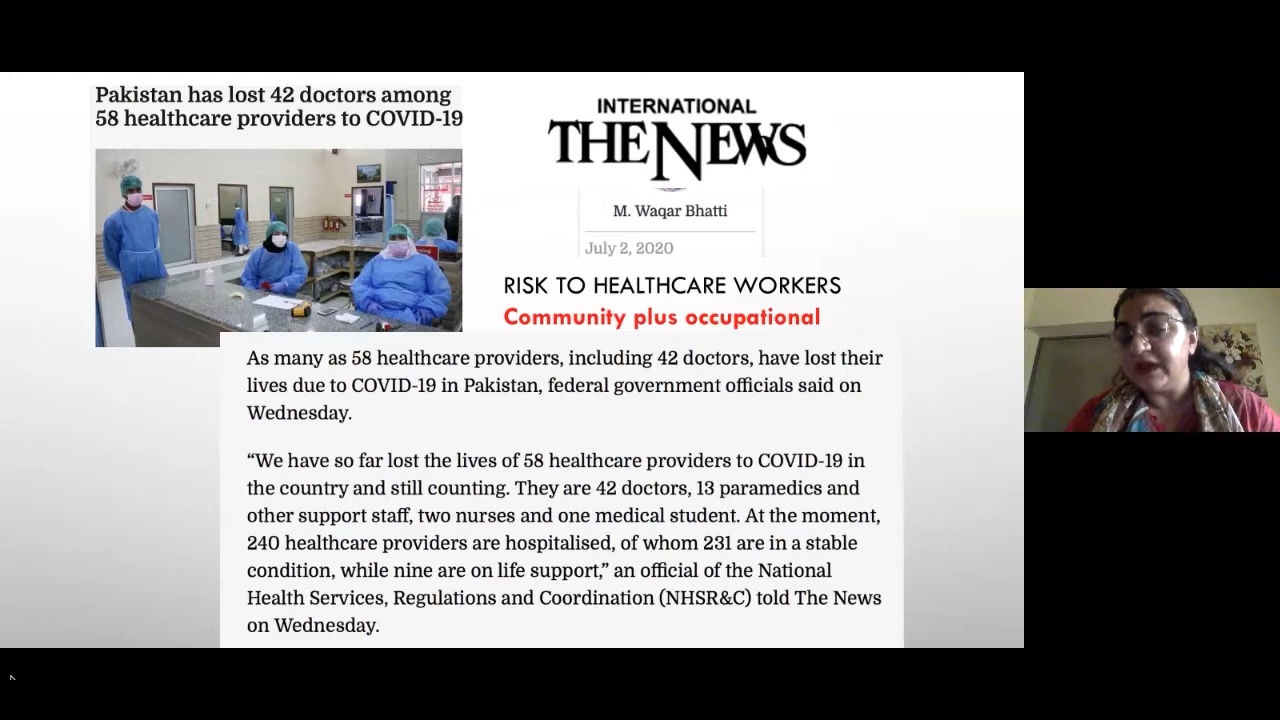 Pakistan has lost 42 doctors among
58 healthcare providers to COVID-19
INTERNATIONAL
THE NEWS
M. Waqar Bhatti
July 2, 2020
RISK TO HEALTHCARE WORKERS
Community plus occupational
As many as 58 healthcare providers, including 42 doctors, have lost their
lives due to COVID-19 in Pakistan, federal government officials said on
Wednesday.
“We have so far lost the lives of 58 healthcare providers to COVID-19 in
the country and still counting. They are 42 doctors, 13 paramedics and
other support staff, two nurses and one medical student. At the moment,
240 healthcare providers are hospitalised, of whom 231 are in a stable
condition, while nine are on life support,” an official of the National
Health Services, Regulations and Coordination (NHSR&C) told The News
on Wednesday.